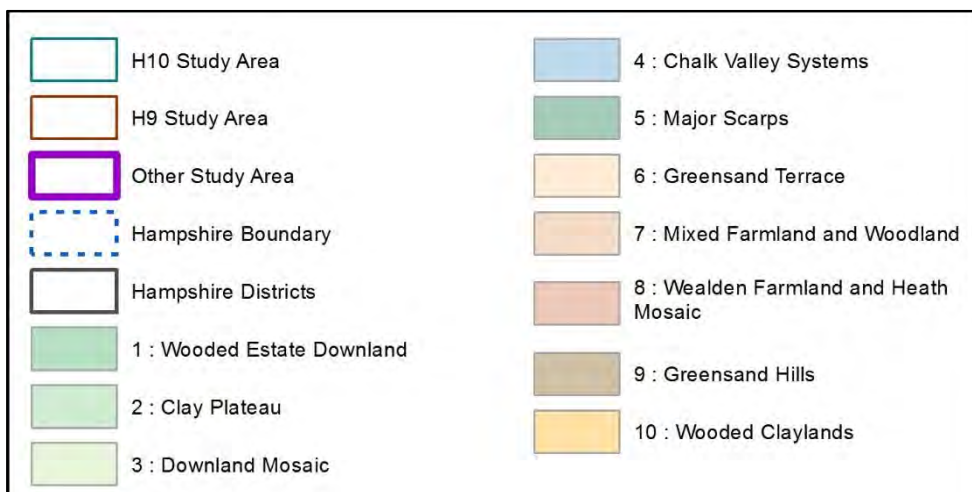 H10 Study Area
H9 Study Area
Other Study Area
Hampshire Boundary
Hampshire Districts
1 : Wooded Estate Downland
2 : Clay Plateau
3 : Downland Mosaic
4 : Chalk Valley Systems
5 : Major Scarps
6 : Greensand Terrace
7 : Mixed Farmland and Woodland
8 : Wealden Farmland and Heath
Mosaic
9 : Greensand Hills
10 : Wooded Claylands